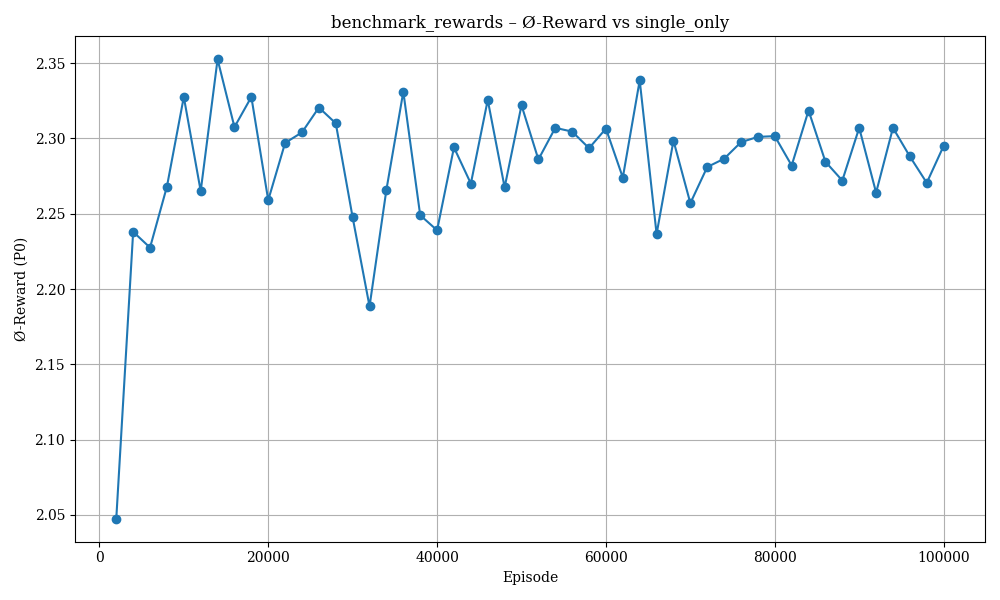 benchmark_rewards – Ø-Reward vs single_only
2.35
2.30
2.25
2.20
2.15
2.10
2.05
Ø-Reward (P0)
0 20000 40000 60000 80000 100000
Episode